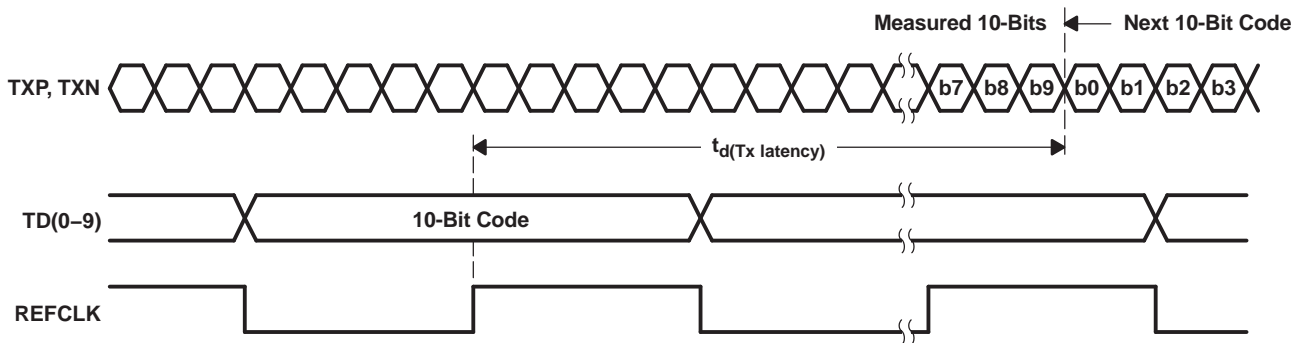 Measured 10-Bits Next 10-Bit Code
TXP, TXN b7 b8 b9 b0 b1 b2 b3
td(Tx latency)
TD(0–9) 10-Bit Code
REFCLK